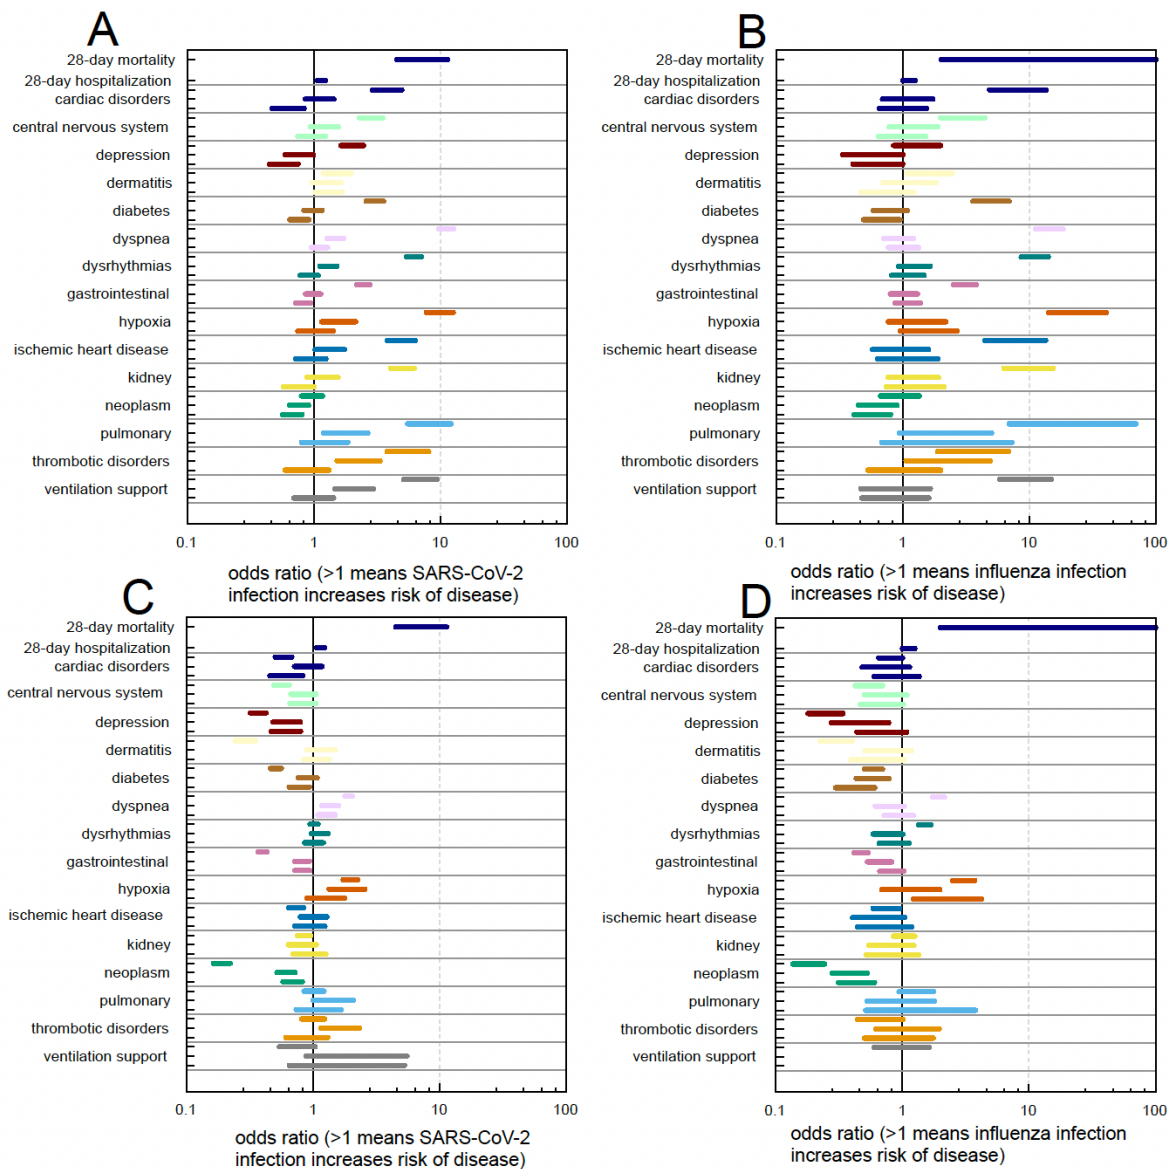 A
28-day mortality
28-day hospitalization
cardiac disorders
central nervous system
depression
dermatitis
diabetes
dyspnea
dysrhythmias
gastrointestinal
hypoxia
ischemic heart disease
kidney
neoplasm
pulmonary
thrombotic disorders
ventilation support
0.1 1 10 100
odds ratio (>1 means SARS-CoV-2
infection increases risk of disease)
B
28-day mortality
28-day hospitalization
cardiac disorders
central nervous system
depression
dermatitis
diabetes
dyspnea
dysrhythmias
gastrointestinal
hypoxia
ischemic heart disease
kidney
neoplasm
pulmonary
thrombotic disorders
ventilation support
0.1 1 10 100
odds ratio (>1 means influenza infection
increases risk of disease)
C
28-day mortality
28-day hospitalization
cardiac disorders
central nervous system
depression
dermatitis
diabetes
dyspnea
dysrhythmias
gastrointestinal
hypoxia
ischemic heart disease
kidney
neoplasm
pulmonary
thrombotic disorders
ventilation support
0.1 1 10 100
odds ratio (>1 means SARS-CoV-2
infection increases risk of disease)
D
28-day mortality
28-day hospitalization
cardiac disorders
central nervous system
depression
dermatitis
diabetes
dyspnea
dysrhythmias
gastrointestinal
hypoxia
ischemic heart disease
kidney
neoplasm
pulmonary
thrombotic disorders
ventilation support
0.1 1 10 100
odds ratio (>1 means influenza infection
increases risk of disease)